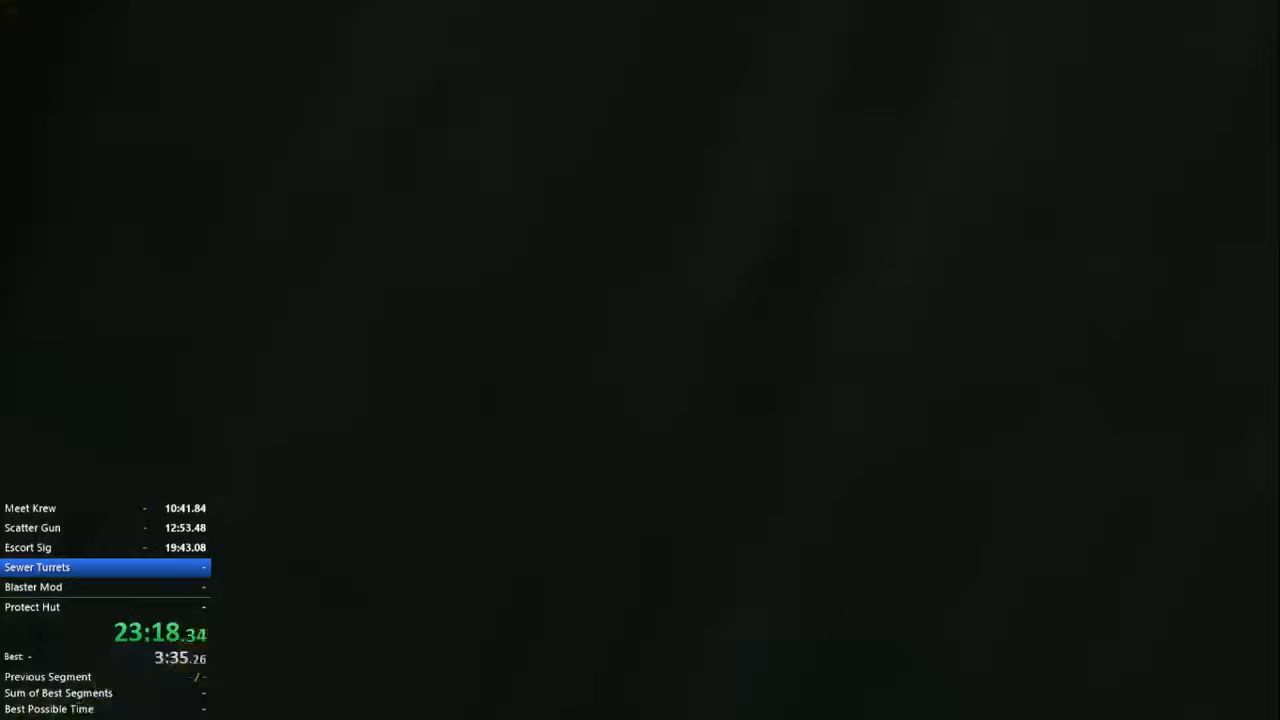 Meet Krew - 10:41.84
Scatter Gun - 12:53.48
Escort Sig - 19:43.08
Sewer Turrets -
Blaster Mod -
Protect Hut -
23:18.34
Best: - 3:35.26
Previous Segment - / -
Sum of Best Segments -
Best Possible Time -